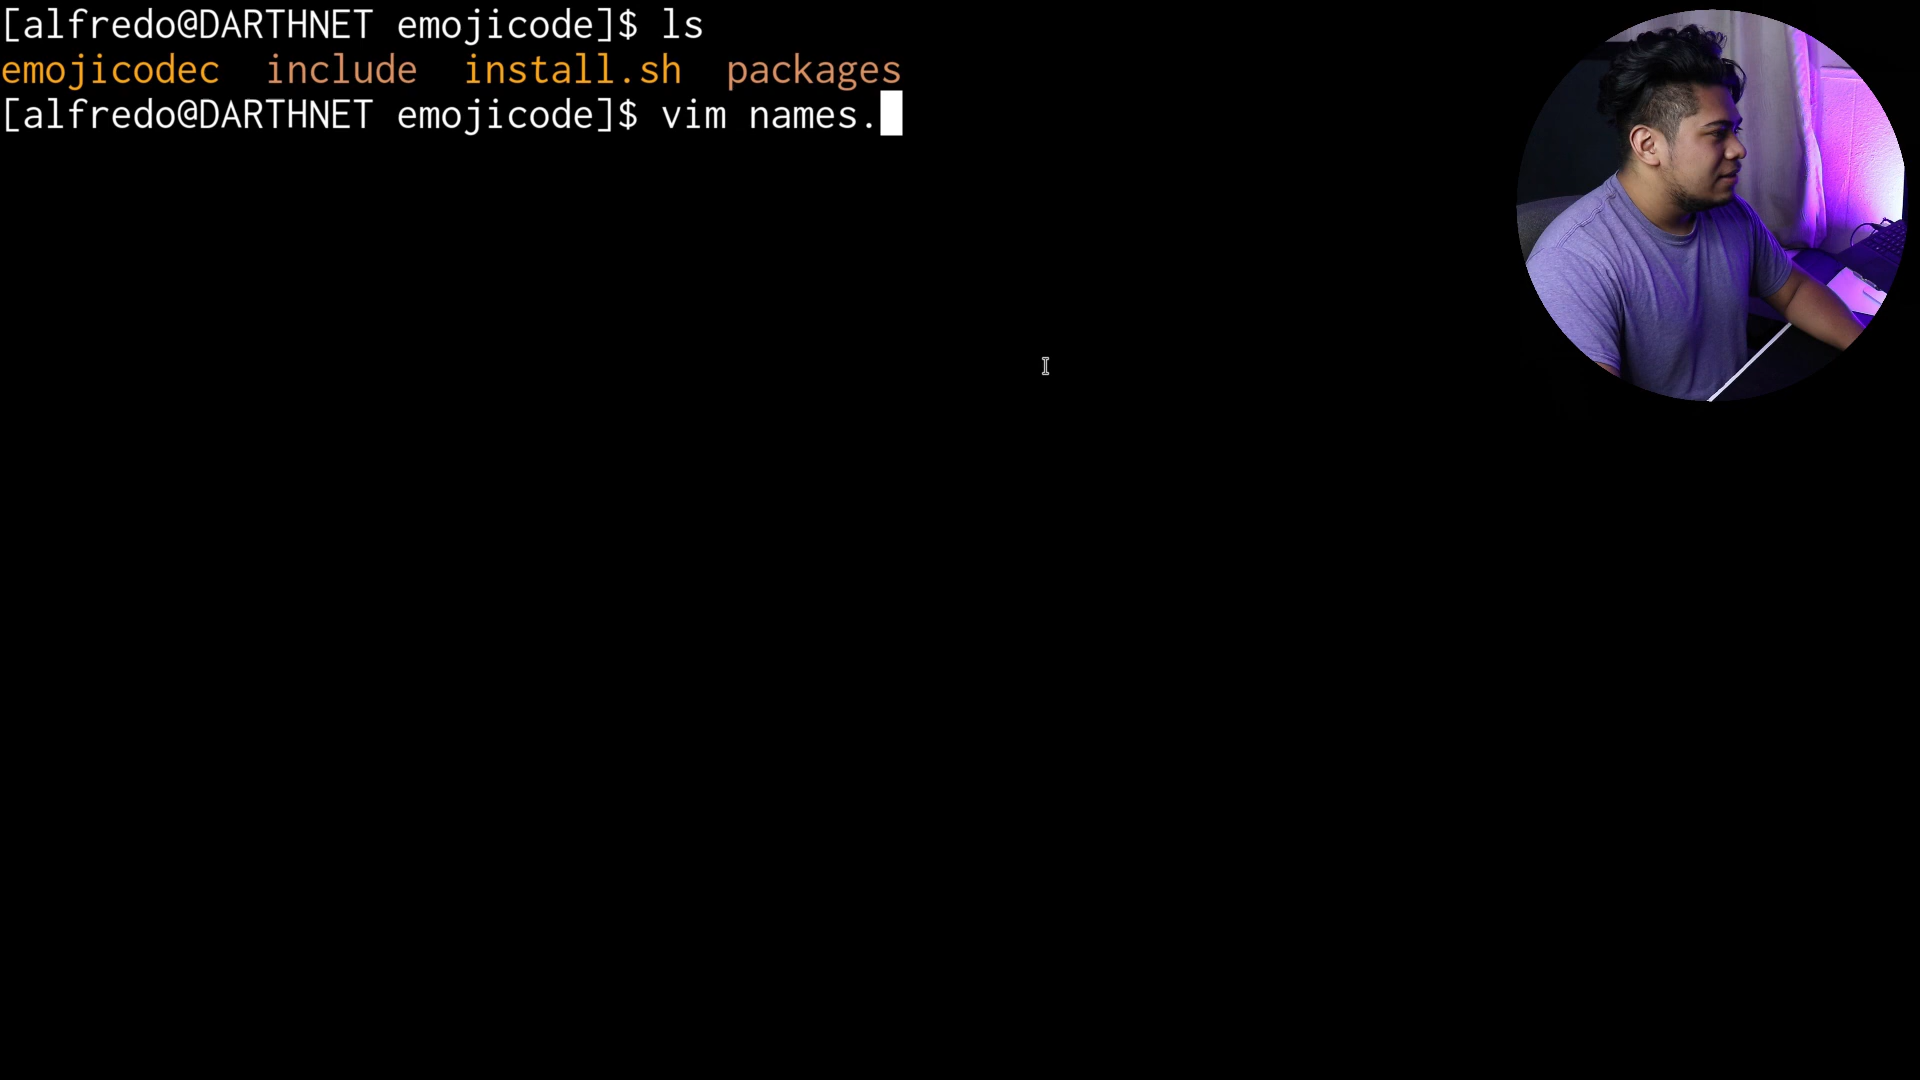 [alfredo@DARTHNET emojicode]$ ls
emojicodec include install.sh packages
[alfredo@DARTHNET emojicode]$ vim names.